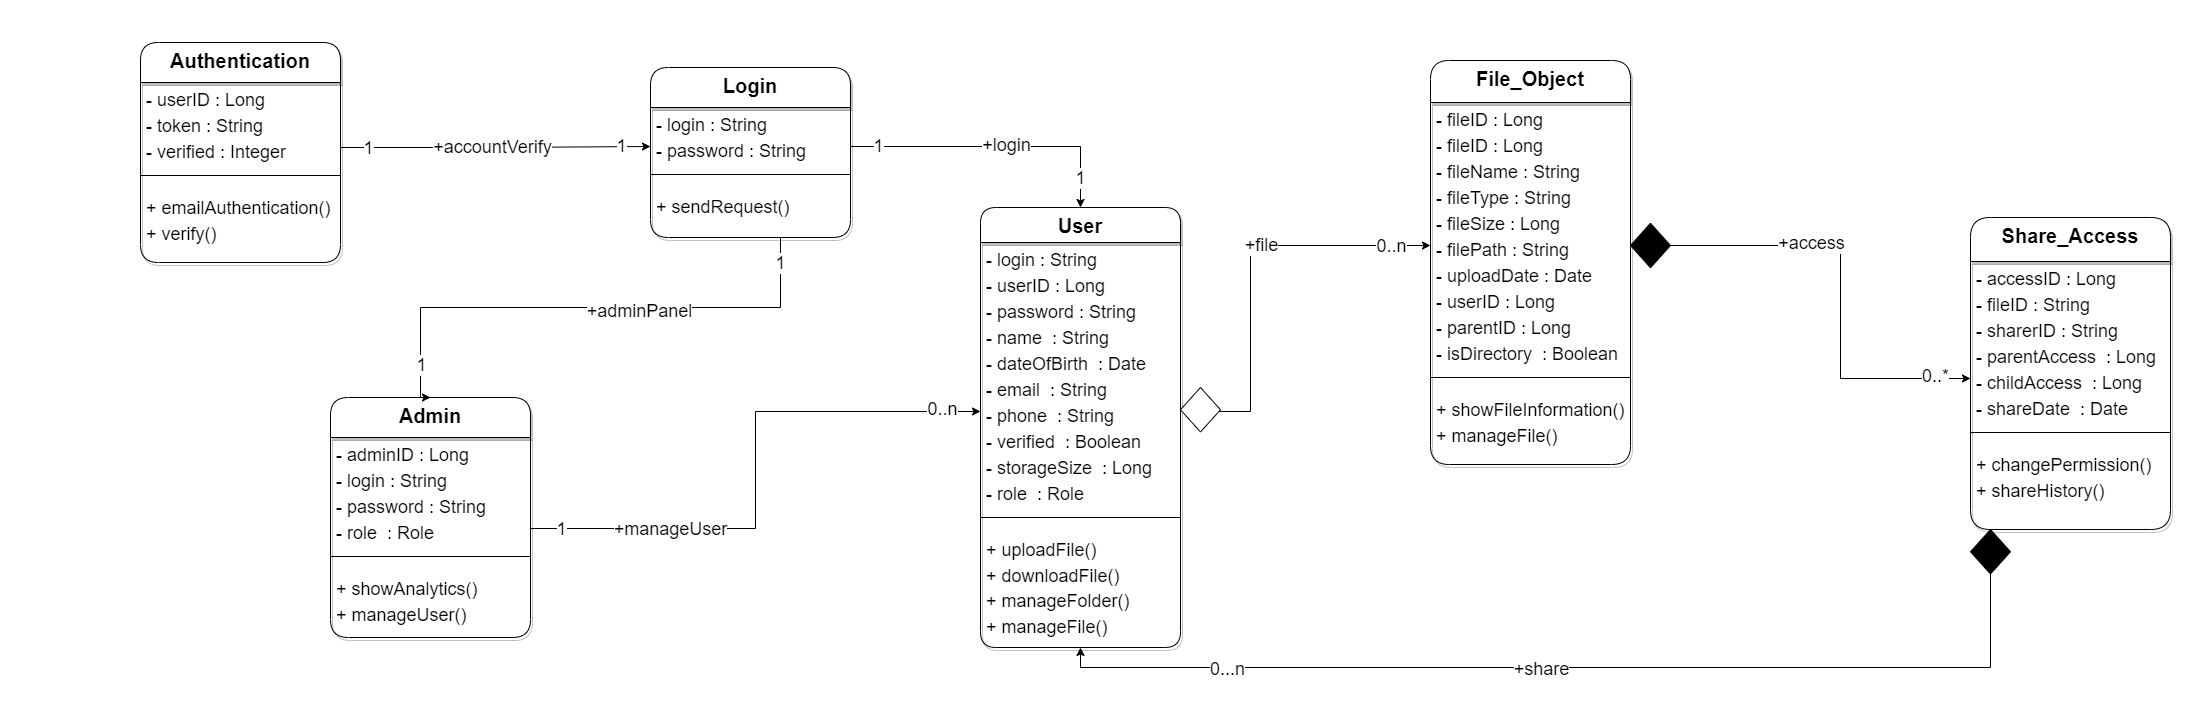 Authentication
- userID : Long
- token : String
- verified : Integer
+ emailAuthentication()
+ verify()
1
+accountVerify
1
Login
- login : String
- password : String
+ sendRequest()
1
+login
1
1
+adminPanel
1
Admin
- adminID : Long
- login : String
- password : String
- role : Role
+ showAnalytics()
+ manageUser()
1
+manageUser
0..n
User
- login : String
- userID : Long
- password : String
- name : String
- dateOfBirth : Date
- email : String
- phone : String
- verified : Boolean
- storageSize : Long
- role : Role
+ uploadFile()
+ downloadFile()
+ manageFolder()
+ manageFile()
+file
0..n
File_Object
- fileID : Long
- fileID : Long
- fileName : String
- fileType : String
- fileSize : Long
- filePath : String
- uploadDate : Date
- userID : Long
- parentID : Long
- isDirectory : Boolean
+ showFileInformation()
+ manageFile()
+access
0..*
Share_Access
- accessID : Long
- fileID : String
- sharerID : String
- parentAccess : Long
- childAccess : Long
- shareDate : Date
+ changePermission()
+ shareHistory()
0...n
+share